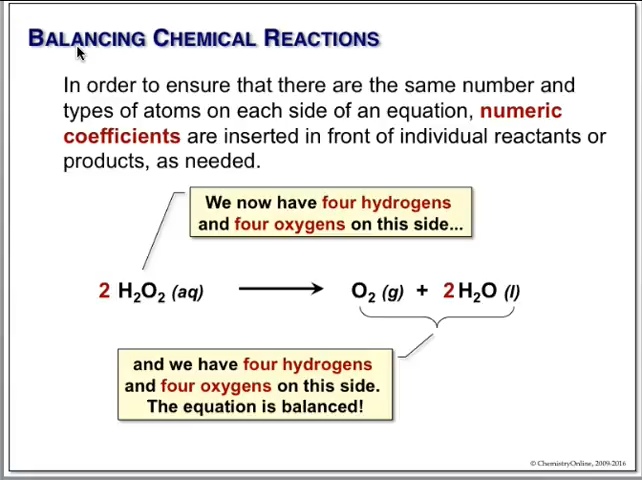 BALANCING CHEMICAL REACTIONS
In order to ensure that there are the same number and
types of atoms on each side of an equation, numeric
coefficients are inserted in front of individual reactants or
products, as needed.
We now have four hydrogens
and four oxygens on this side...
2 H₂O₂ (aq) → O₂ (g) + 2 H₂O (l)
and we have four hydrogens
and four oxygens on this side.
The equation is balanced!
© ChemistryOnline, 2009-2016